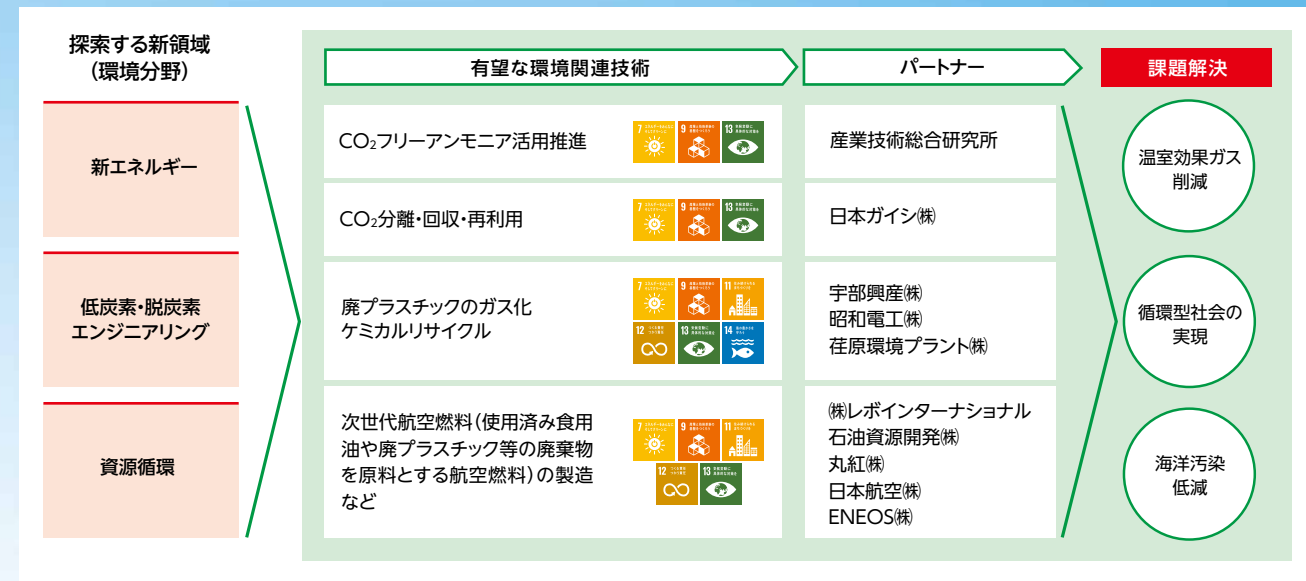 探索する新領域
（環境分野）
有望な環境関連技術
パートナー
課題解決
新エネルギー
低炭素・脱炭素
エンジニアリング
資源循環
CO₂フリーアンモニア活用推進
7
9
13
産業技術総合研究所
CO₂分離・回収・再利用
7
9
13
日本ガイシ㈱
廃プラスチックのガス化
ケミカルリサイクル
7
9
11
12
13
14
宇部興産㈱
昭和電工㈱
荏原環境プラント㈱
次世代航空燃料（使用済み食用
油や廃プラスチック等の廃棄物
を原料とする航空燃料）の製造
など
7
9
11
12
13
㈱レボインターナショナル
石油資源開発㈱
丸紅㈱
日本航空㈱
ENEOS㈱
温室効果ガス
削減
循環型社会の
実現
海洋汚染
低減